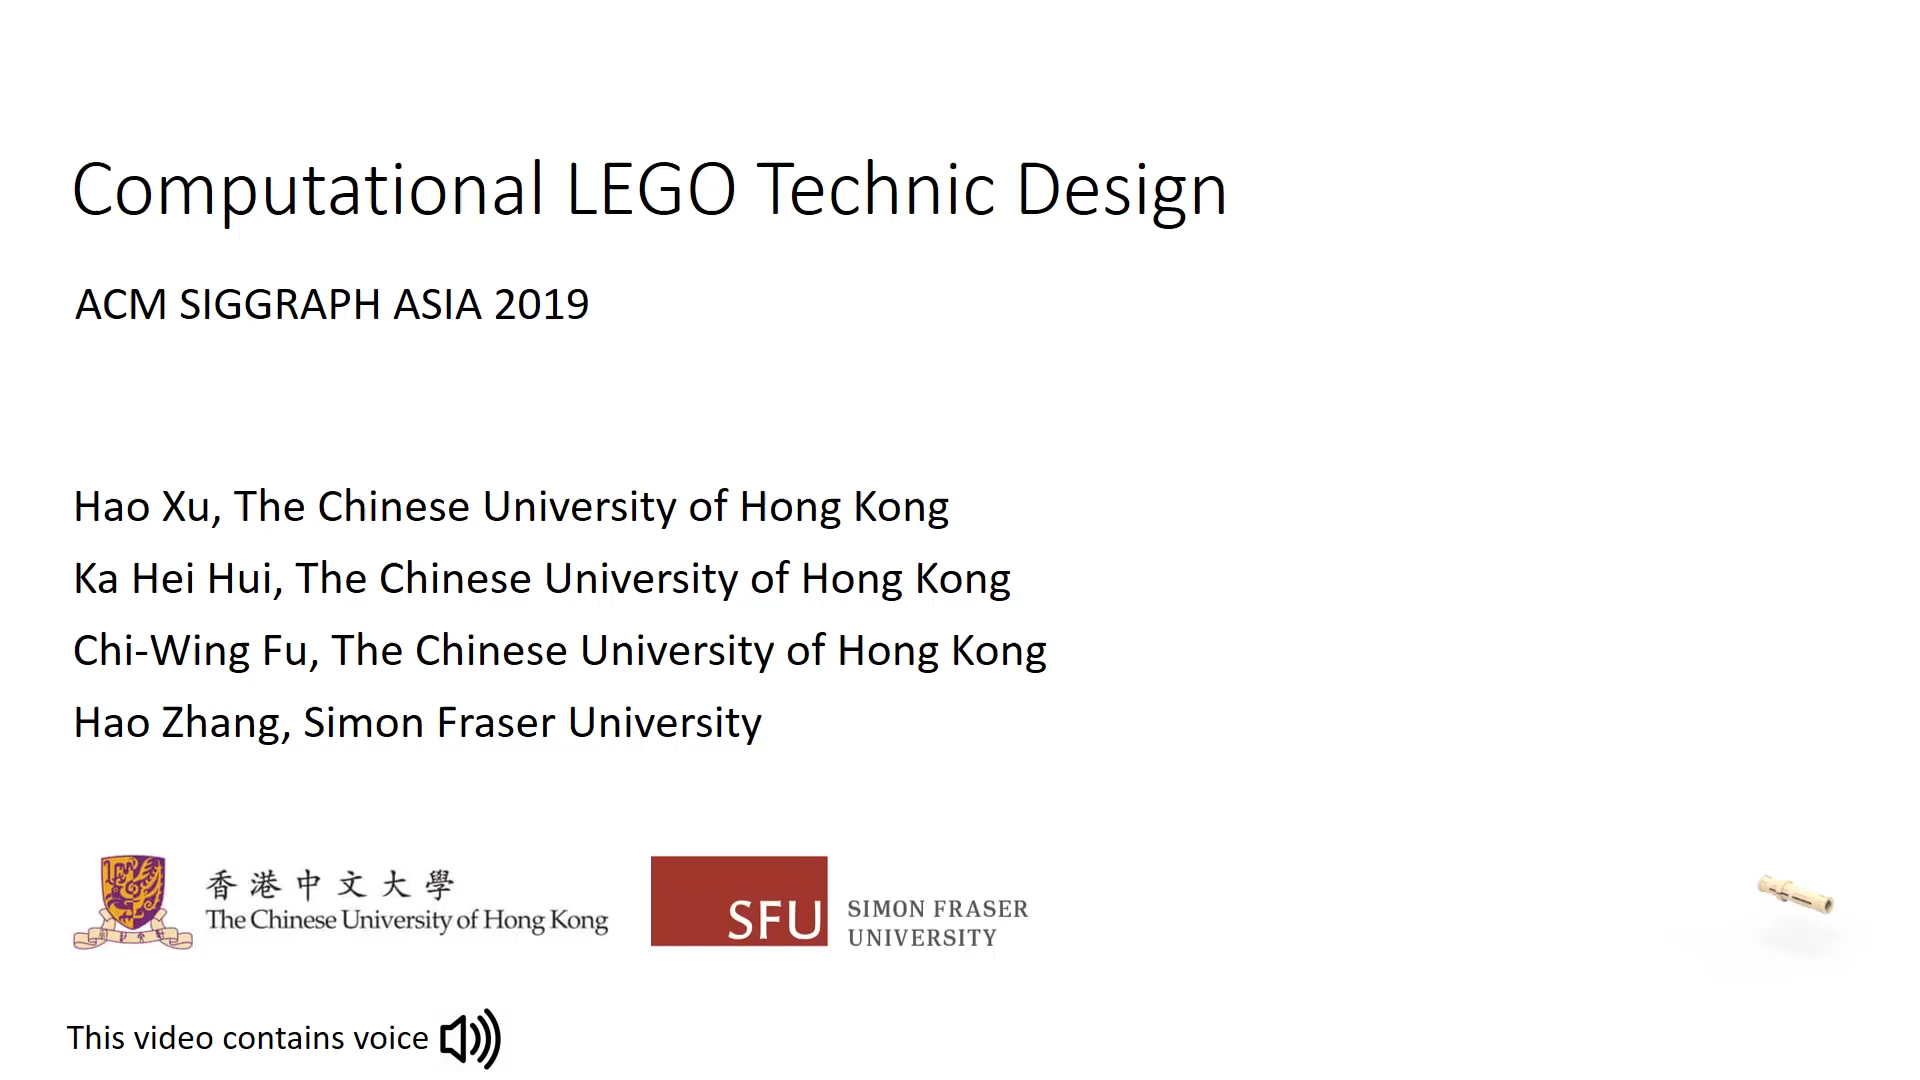 Computational LEGO Technic Design
ACM SIGGRAPH ASIA 2019
Hao Xu, The Chinese University of Hong Kong
Ka Hei Hui, The Chinese University of Hong Kong
Chi-Wing Fu, The Chinese University of Hong Kong
Hao Zhang, Simon Fraser University
香港中文大學
The Chinese University of Hong Kong
SFU
SIMON FRASER
UNIVERSITY
This video contains voice